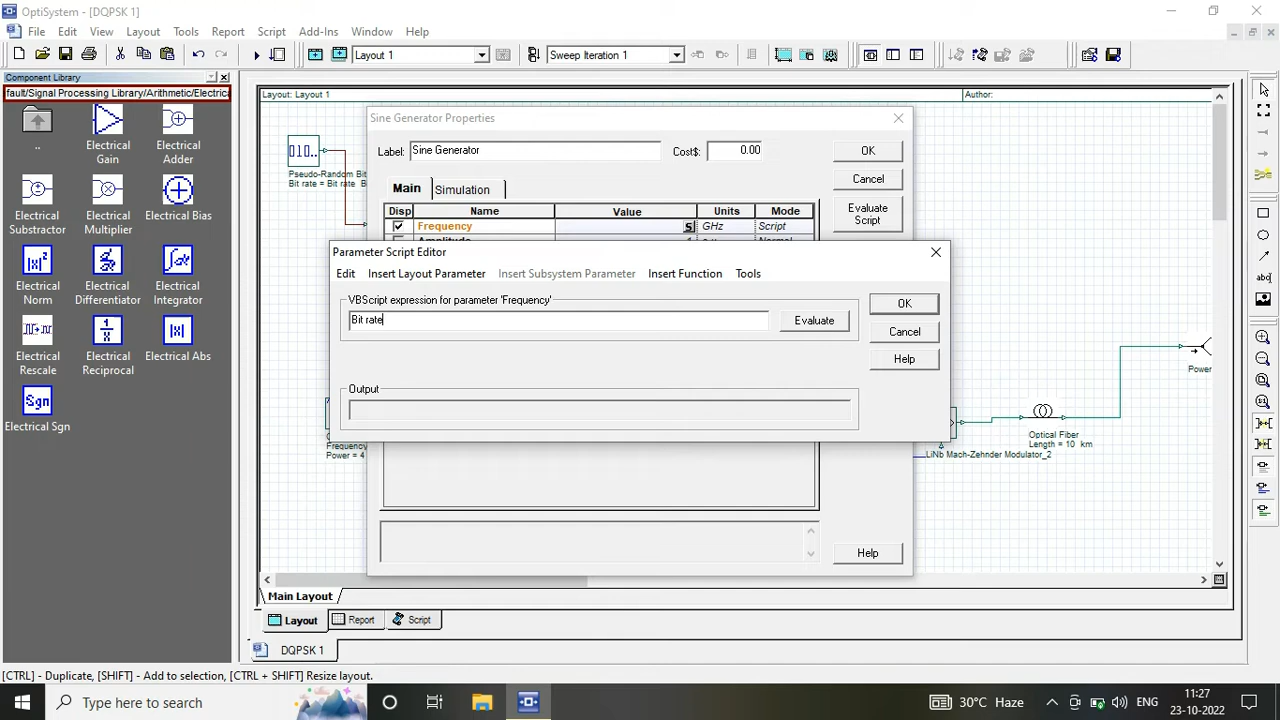 OptiSystem - [DQPSK 1]
File Edit View Layout Tools Report Script Add-Ins Window Help
Layout 1 Sweep Iteration 1
Component Library
fault/Signal Processing Library/Arithmetic/Electrica
..
Electrical Gain
Electrical Adder
Electrical Substractor
Electrical Multiplier
Electrical Bias
Electrical Norm
Electrical Differentiator
Electrical Integrator
Electrical Rescale
Electrical Reciprocal
Electrical Abs
Sgn
Electrical Sgn
Layout: Layout 1
Author:
Pseudo-Random Bit
Bit rate = Bit rate B
Sine Generator Properties
Label: Sine Generator Cost$: 0.00
OK
Cancel
Evaluate Script
Main Simulation
Disp Name Value Units Mode
Frequency S GHz Script
Parameter Script Editor
Edit Insert Layout Parameter Insert Subsystem Parameter Insert Function Tools
VBScript expression for parameter 'Frequency'
Bit rate
Evaluate
OK
Cancel
Help
Output
Frequency
Power = 4
LiNb Mach-Zehnder Modulator_2
Optical Fiber
Length = 10 km
Power
Help
Main Layout
Layout Report Script
DQPSK 1
[CTRL] - Duplicate, [SHIFT] - Add to selection, [CTRL + SHIFT] Resize layout.
Type here to search
30°C Haze
ENG
11:27
23-10-2022